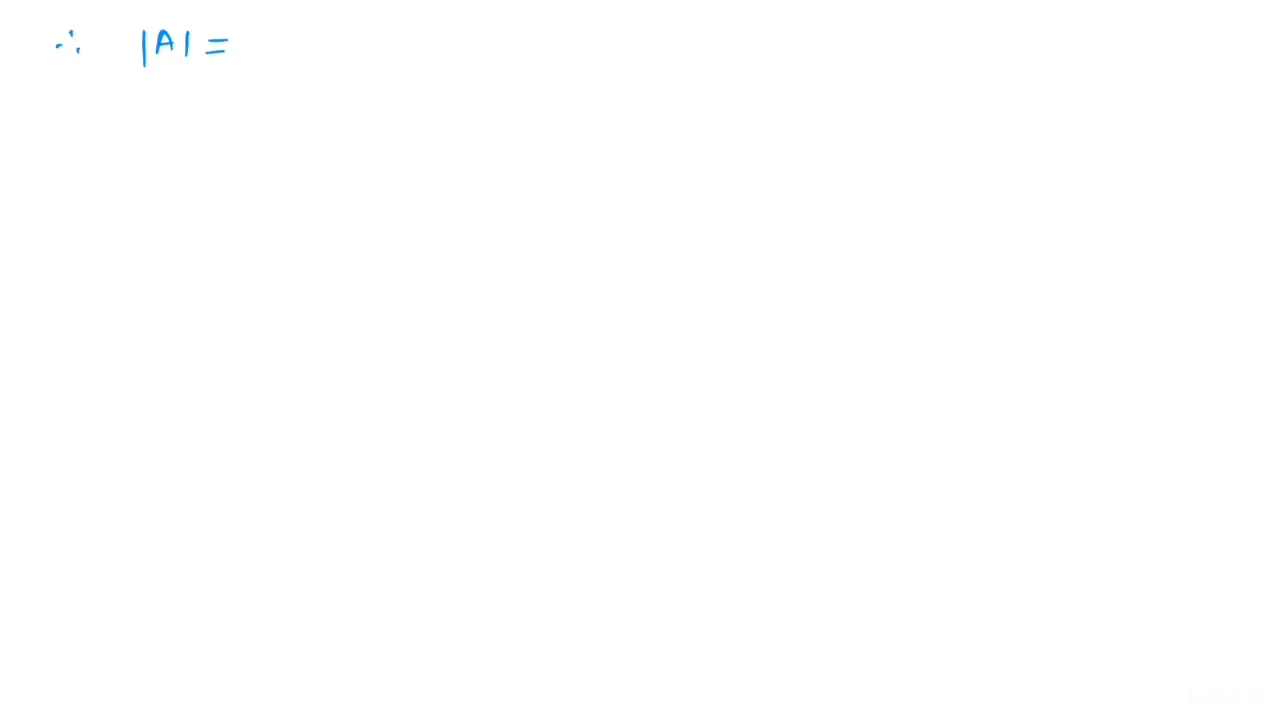 ∴ |A| =